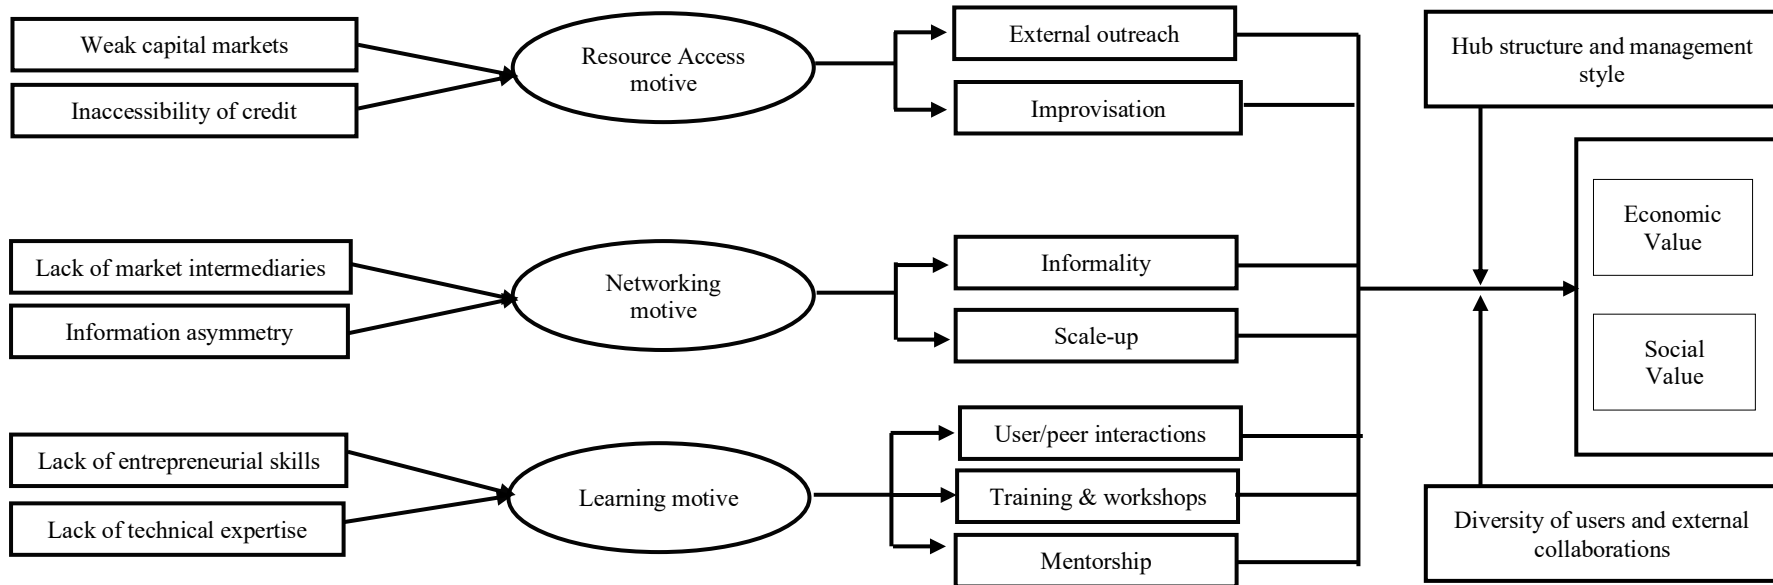 Weak capital markets
Inaccessibility of credit
Resource Access
motive
External outreach
Improvisation
Hub structure and management
style
Lack of market intermediaries
Information asymmetry
Networking
motive
Informality
Scale-up
Economic
Value
Social
Value
Lack of entrepreneurial skills
Lack of technical expertise
Learning motive
User/peer interactions
Training & workshops
Mentorship
Diversity of users and external
collaborations